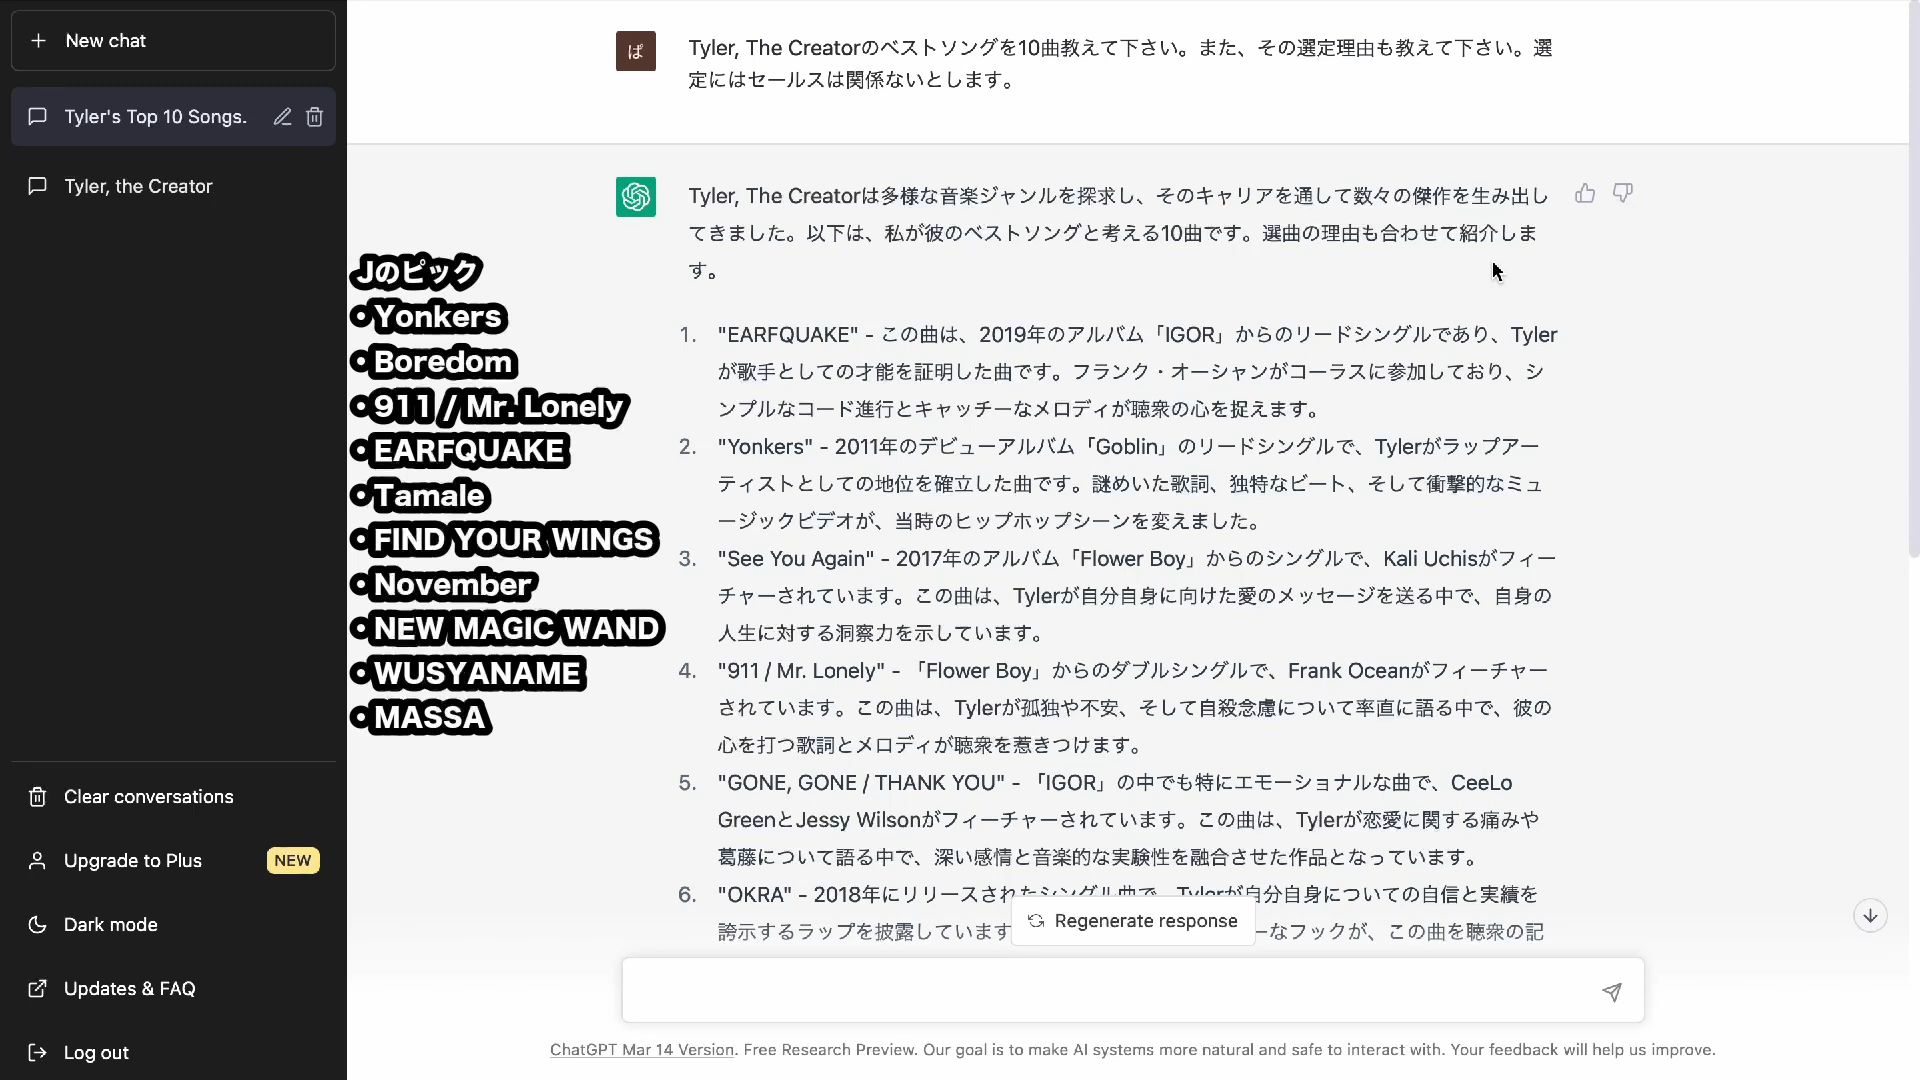 New chat
Tyler's Top 10 Songs.
Tyler, the Creator
Clear conversations
Upgrade to Plus NEW
Dark mode
Updates & FAQ
Log out
Jのピック
•Yonkers
•Boredom
•911 / Mr. Lonely
•EARFQUAKE
•Tamale
•FIND YOUR WINGS
•November
•NEW MAGIC WAND
•WUSYANAME
•MASSA
ぱ
Tyler, The Creatorのベストソングを10曲教えて下さい。また、その選定理由も教えて下さい。選
定にはセールスは関係ないとします。
Tyler, The Creatorは多様な音楽ジャンルを探求し、そのキャリアを通して数々の傑作を生み出し
てきました。以下は、私が彼のベストソングと考える10曲です。選曲の理由も合わせて紹介しま
す。
1. "EARFQUAKE" - この曲は、2019年のアルバム「IGOR」からのリードシングルであり、Tyler
が歌手としての才能を証明した曲です。フランク・オーシャンがコーラスに参加しており、シ
ンプルなコード進行とキャッチーなメロディが聴衆の心を捉えます。
2. "Yonkers" - 2011年のデビューアルバム「Goblin」のリードシングルで、Tylerがラップアー
ティストとしての地位を確立した曲です。謎めいた歌詞、独特なビート、そして衝撃的なミュ
ージックビデオが、当時のヒップホップシーンを変えました。
3. "See You Again" - 2017年のアルバム「Flower Boy」からのシングルで、Kali Uchisがフィー
チャーされています。この曲は、Tylerが自分自身に向けた愛のメッセージを送る中で、自身の
人生に対する洞察力を示しています。
4. "911 / Mr. Lonely" - 「Flower Boy」からのダブルシングルで、Frank Oceanがフィーチャー
されています。この曲は、Tylerが孤独や不安、そして自殺念慮について率直に語る中で、彼の
心を打つ歌詞とメロディが聴衆を惹きつけます。
5. "GONE, GONE / THANK YOU" - 「IGOR」の中でも特にエモーショナルな曲で、CeeLo
GreenとJessy Wilsonがフィーチャーされています。この曲は、Tylerが恋愛に関する痛みや
葛藤について語る中で、深い感情と音楽的な実験性を融合させた作品となっています。
6. "OKRA" - 2018年にリリースされたシングル曲で、Tylerが自分自身についての自信と実績を
誇示するラップを披露しています ーなフックが、この曲を聴衆の記
Regenerate response
ChatGPT Mar 14 Version. Free Research Preview. Our goal is to make AI systems more natural and safe to interact with. Your feedback will help us improve.